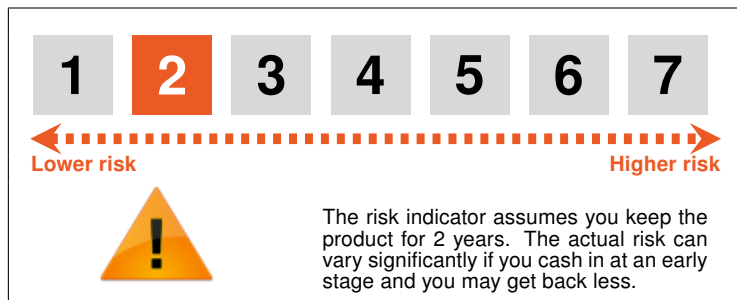 1 2 3 4 5 6 7
Lower risk Higher risk
!
The risk indicator assumes you keep the
product for 2 years. The actual risk can
vary significantly if you cash in at an early
stage and you may get back less.